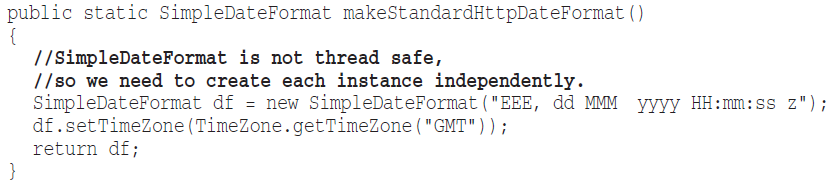 public static SimpleDateFormat makeStandardHttpDateFormat()
{
  //SimpleDateFormat is not thread safe,
  //so we need to create each instance independently.
  SimpleDateFormat df = new SimpleDateFormat("EEE, dd MMM  yyyy HH:mm:ss z");
  df.setTimeZone(TimeZone.getTimeZone("GMT"));
  return df;
}